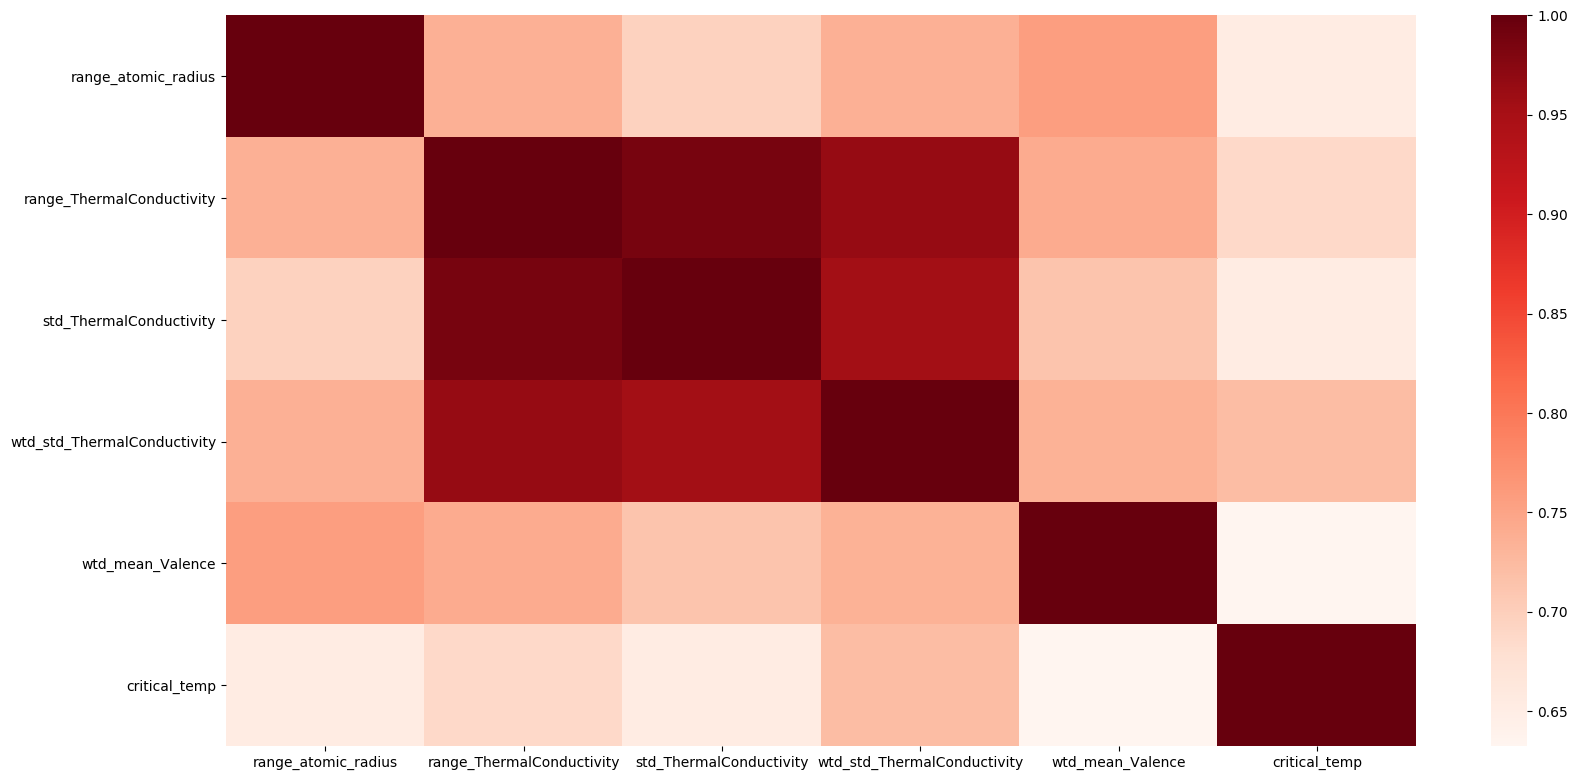 range_atomic_radius
range_ThermalConductivity
std_ThermalConductivity
wtd_std_ThermalConductivity
wtd_mean_Valence
critical_temp
range_atomic_radius range_ThermalConductivity std_ThermalConductivity wtd_std_ThermalConductivity wtd_mean_Valence critical_temp
1.00
0.95
0.90
0.85
0.80
0.75
0.70
0.65